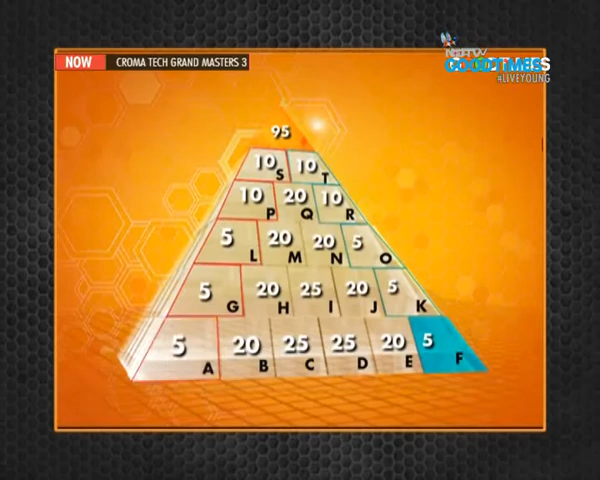 NOW CROMA TECH GRAND MASTERS 3
NDTV
GOODTIMES
#LIVEYOUNG
95
10 S 10 T
10 P 20 Q 10 R
5 L 20 M 20 N 5 O
5 G 20 H 25 I 20 J 5 K
5 A 20 B 25 C 25 D 20 E 5 F